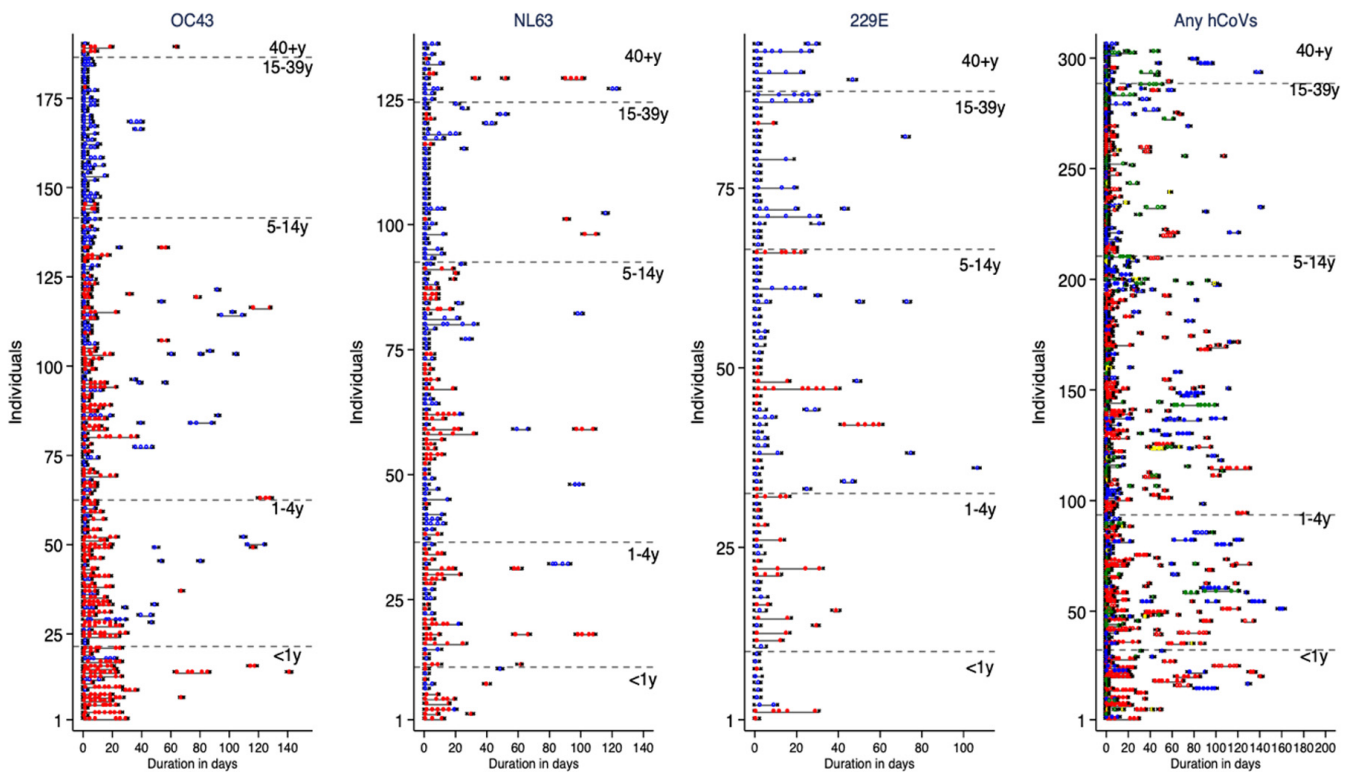 OC43
NL63
229E
Any hCoVs
Individuals
175
150
125
100
75
50
25
1
40+y
15-39y
5-14y
1-4y
<1y
0 20 40 60 80 100 120 140
Duration in days
Individuals
125
100
75
50
25
1
40+y
15-39y
5-14y
1-4y
<1y
0 20 40 60 80 100 120 140
Duration in days
Individuals
75
50
25
1
40+y
15-39y
5-14y
1-4y
<1y
0 20 40 60 80 100
Duration in days
Individuals
300
250
200
150
100
50
1
40+y
15-39y
5-14y
1-4y
<1y
0 20 40 60 80 100 120 140 160 180 200
Duration in days